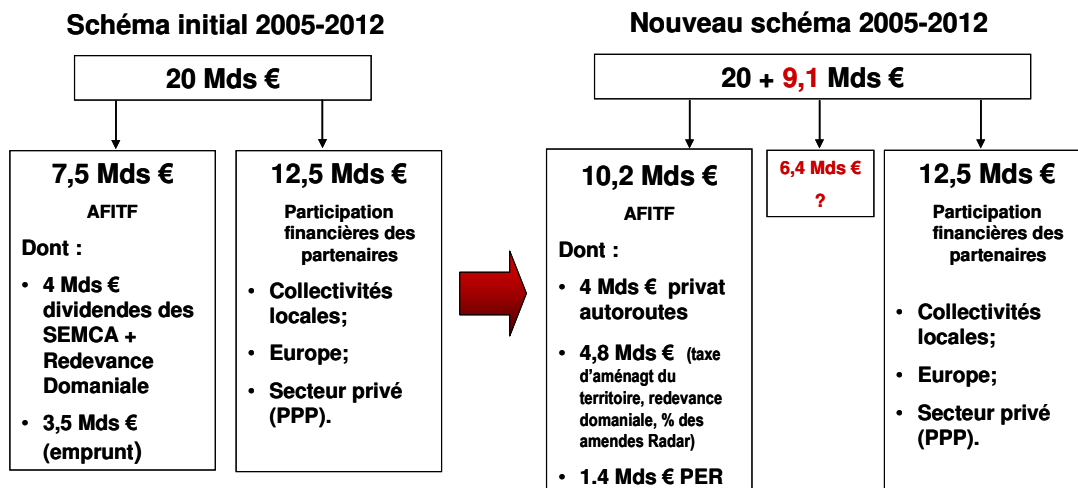 Schéma initial 2005-2012
20 Mds €
7,5 Mds €
AFITF
Dont :
• 4 Mds €
dividendes des
SEMCA +
Redevance
Domaniale
• 3,5 Mds €
(emprunt)
12,5 Mds €
Participation
financières des
partenaires
• Collectivités
locales;
• Europe;
• Secteur privé
(PPP).
Nouveau schéma 2005-2012
20 + 9,1 Mds €
10,2 Mds €
AFITF
Dont :
• 4 Mds € privat
autoroutes
• 4,8 Mds € (taxe
d'aménagt du
territoire, redevance
domaniale, % des
amendes Radar)
• 1.4 Mds € PER
6,4 Mds €
?
12,5 Mds €
Participation
financières des
partenaires
• Collectivités
locales;
• Europe;
• Secteur privé
(PPP).